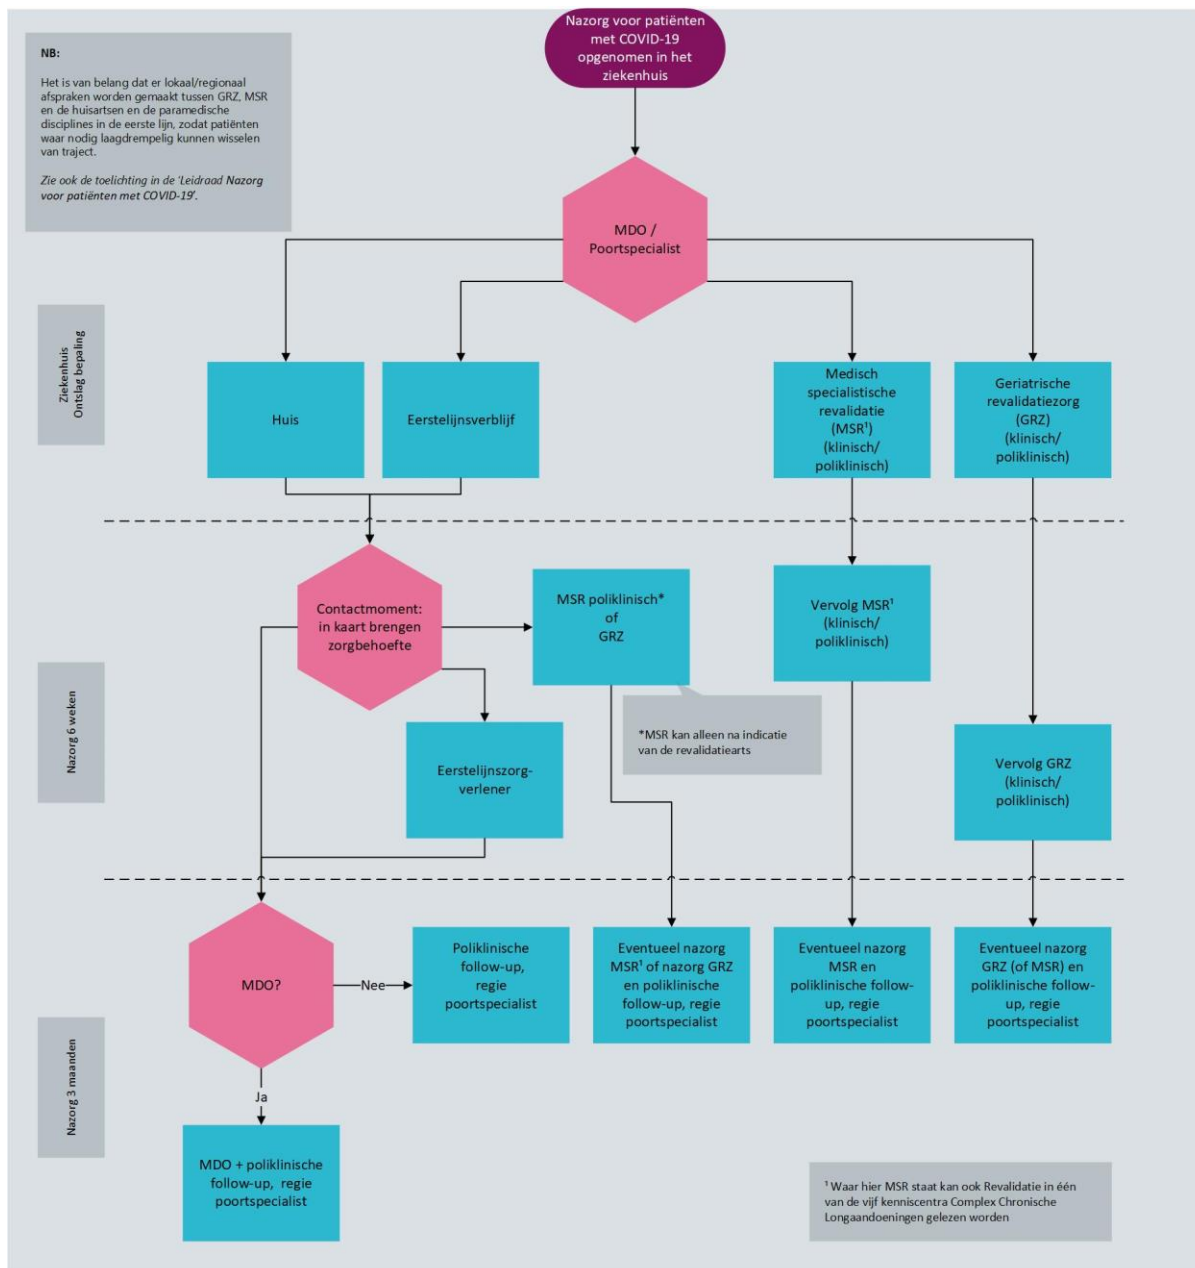 Nazorg voor patiënten
met COVID-19
opgenomen in het
ziekenhuis
NB:
Het is van belang dat er lokaal/regionaal
afspraken worden gemaakt tussen GRZ, MSR
en de huisartsen en de paramedische
disciplines in de eerste lijn, zodat patiënten
waar nodig laagdrempelig kunnen wisselen
van traject.
Zie ook de toelichting in de ‘Leidraad Nazorg
voor patiënten met COVID-19’.
MDO /
Poortspecialist
Ziekenhuis
Ontslag bepaling
Huis
Eerstelijnsverblijf
Medisch
specialistische
revalidatie
(MSR¹)
(klinisch/
poliklinisch)
Geriatrische
revalidatiezorg
(GRZ)
(klinisch/
poliklinisch)
Nazorg 6 weken
Contactmoment:
in kaart brengen
zorgbehoefte
MSR poliklinisch*
of
GRZ
Vervolg MSR¹
(klinisch/
poliklinisch)
*MSR kan alleen na indicatie
van de revalidatiearts
Eerstelijnszorg-
verlener
Vervolg GRZ
(klinisch/
poliklinisch)
Nazorg 3 maanden
MDO?
Nee
Poliklinische
follow-up,
regie
poortspecialist
Eventueel nazorg
MSR¹ of nazorg GRZ
en poliklinische
follow-up, regie
poortspecialist
Eventueel nazorg
MSR en
poliklinische follow-
up, regie
poortspecialist
Eventueel nazorg
GRZ (of MSR) en
poliklinische follow-
up, regie
poortspecialist
Ja
MDO + poliklinische
follow-up, regie
poortspecialist
¹ Waar hier MSR staat kan ook Revalidatie in één
van de vijf kenniscentra Complex Chronische
Longaandoeningen gelezen worden